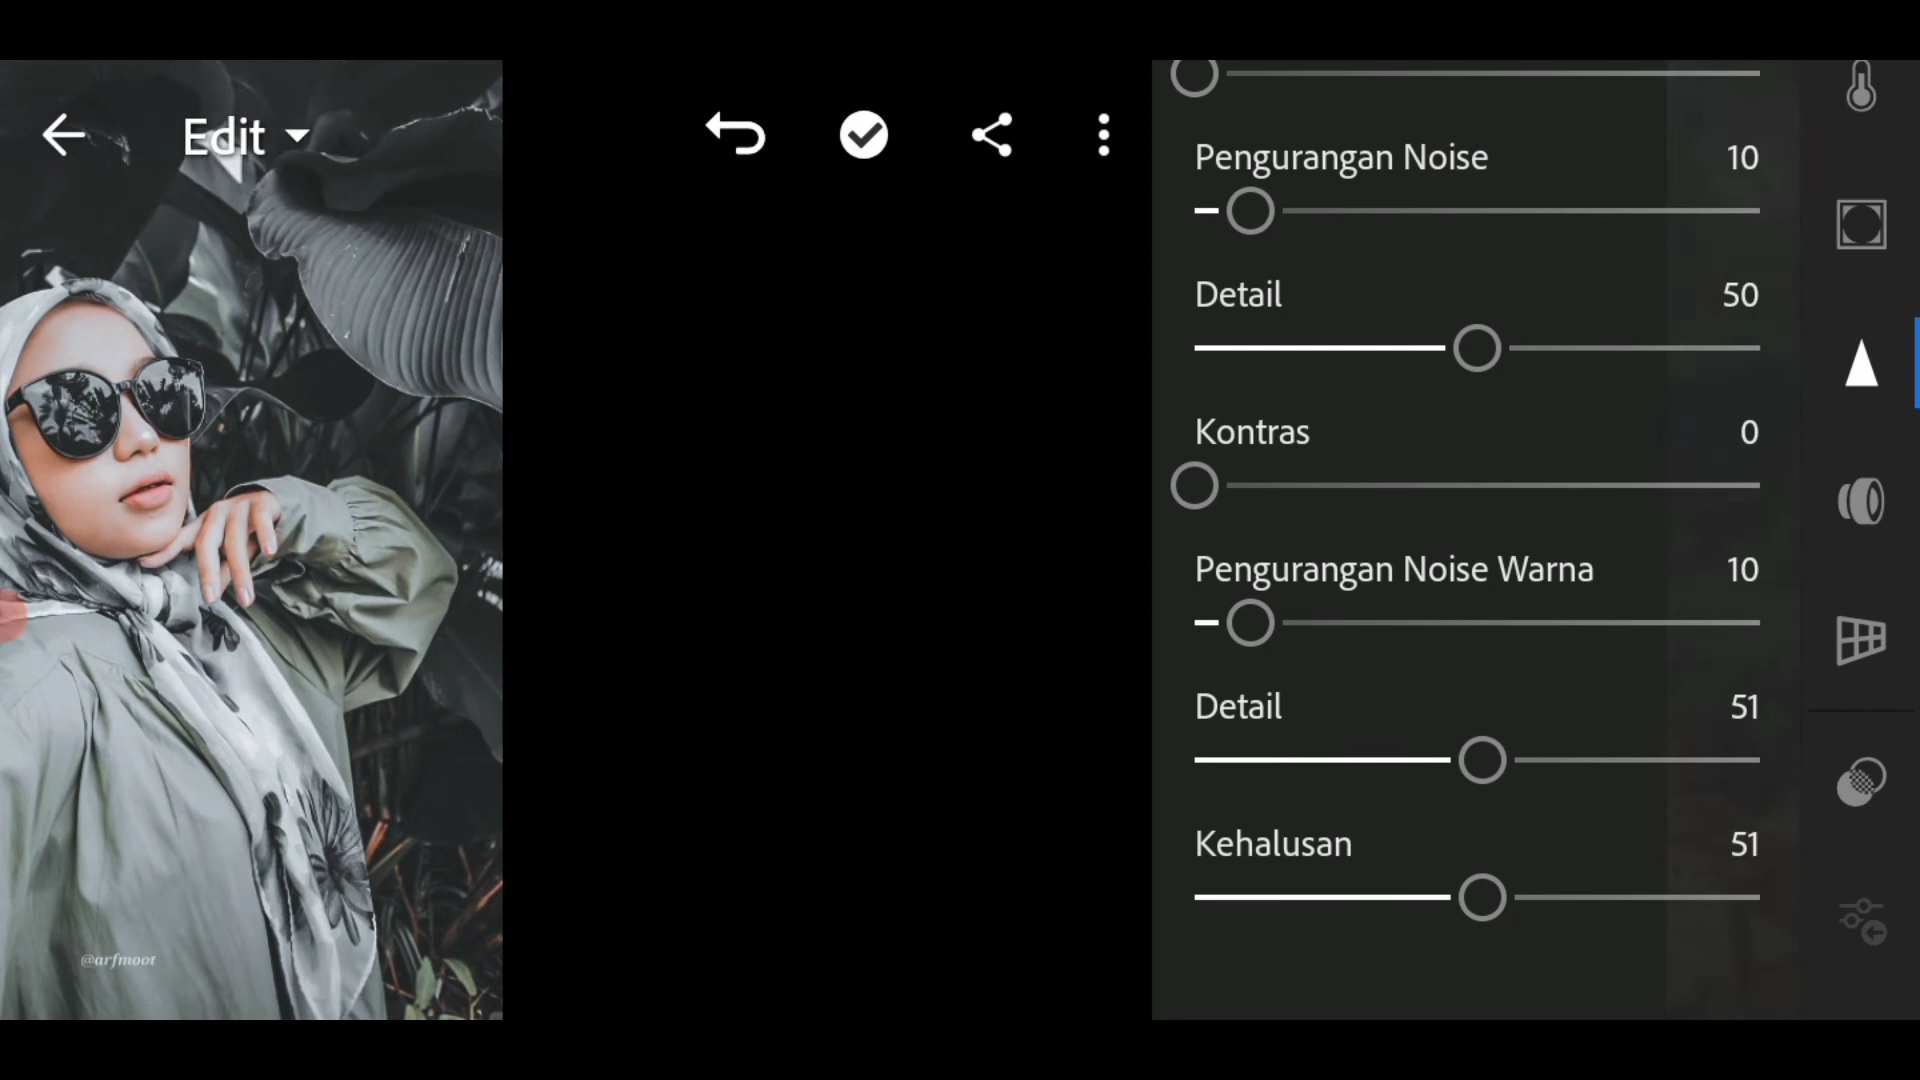 Edit
Pengurangan Noise 10
Detail 50
Kontras 0
Pengurangan Noise Warna 10
Detail 51
Kehalusan 51
@arfmoot